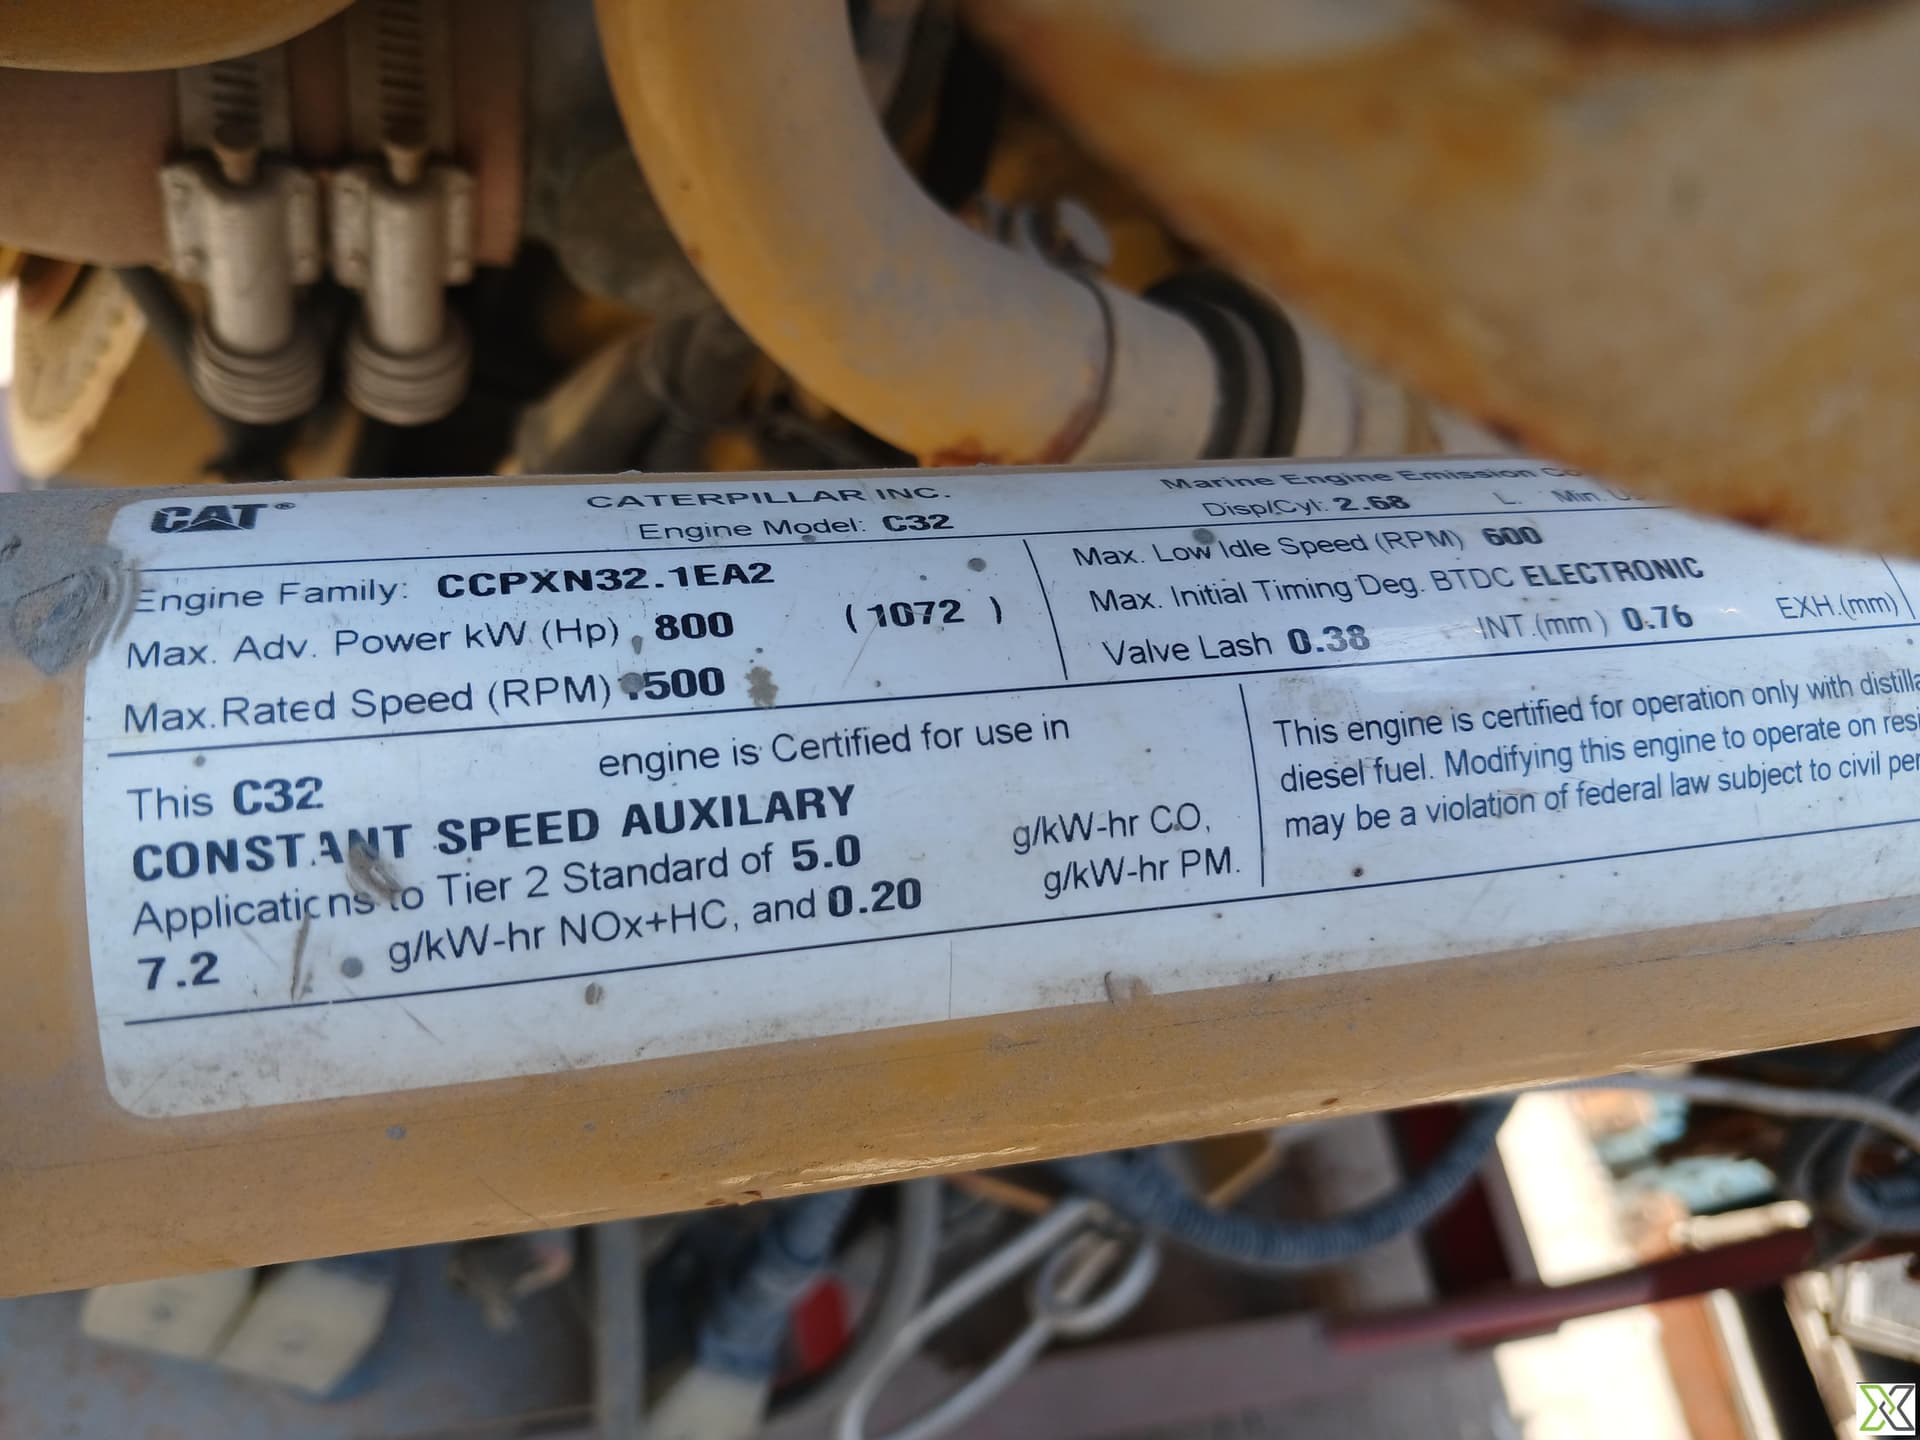 CAT®
CATERPILLAR INC.
Engine Model: C32
Engine Family: CCPXN32.1EA2
Max. Adv. Power kW (Hp) 800 (1072 )
Max.Rated Speed (RPM) 500
Marine Engine Emission
Disp/Cyl: 2.68 L. Min.
Max. Low Idle Speed (RPM) 600
Max. Initial Timing Deg. BTDC ELECTRONIC
Valve Lash 0.38 INT.(mm) 0.76 EXH.(mm)
This C32 engine is Certified for use in
CONSTANT SPEED AUXILARY
Applications to Tier 2 Standard of 5.0 g/kW-hr CO,
7.2 g/kW-hr NOx+HC, and 0.20 g/kW-hr PM.
This engine is certified for operation only with
diesel fuel. Modifying this engine to operate on
may be a violation of federal law subject to civil